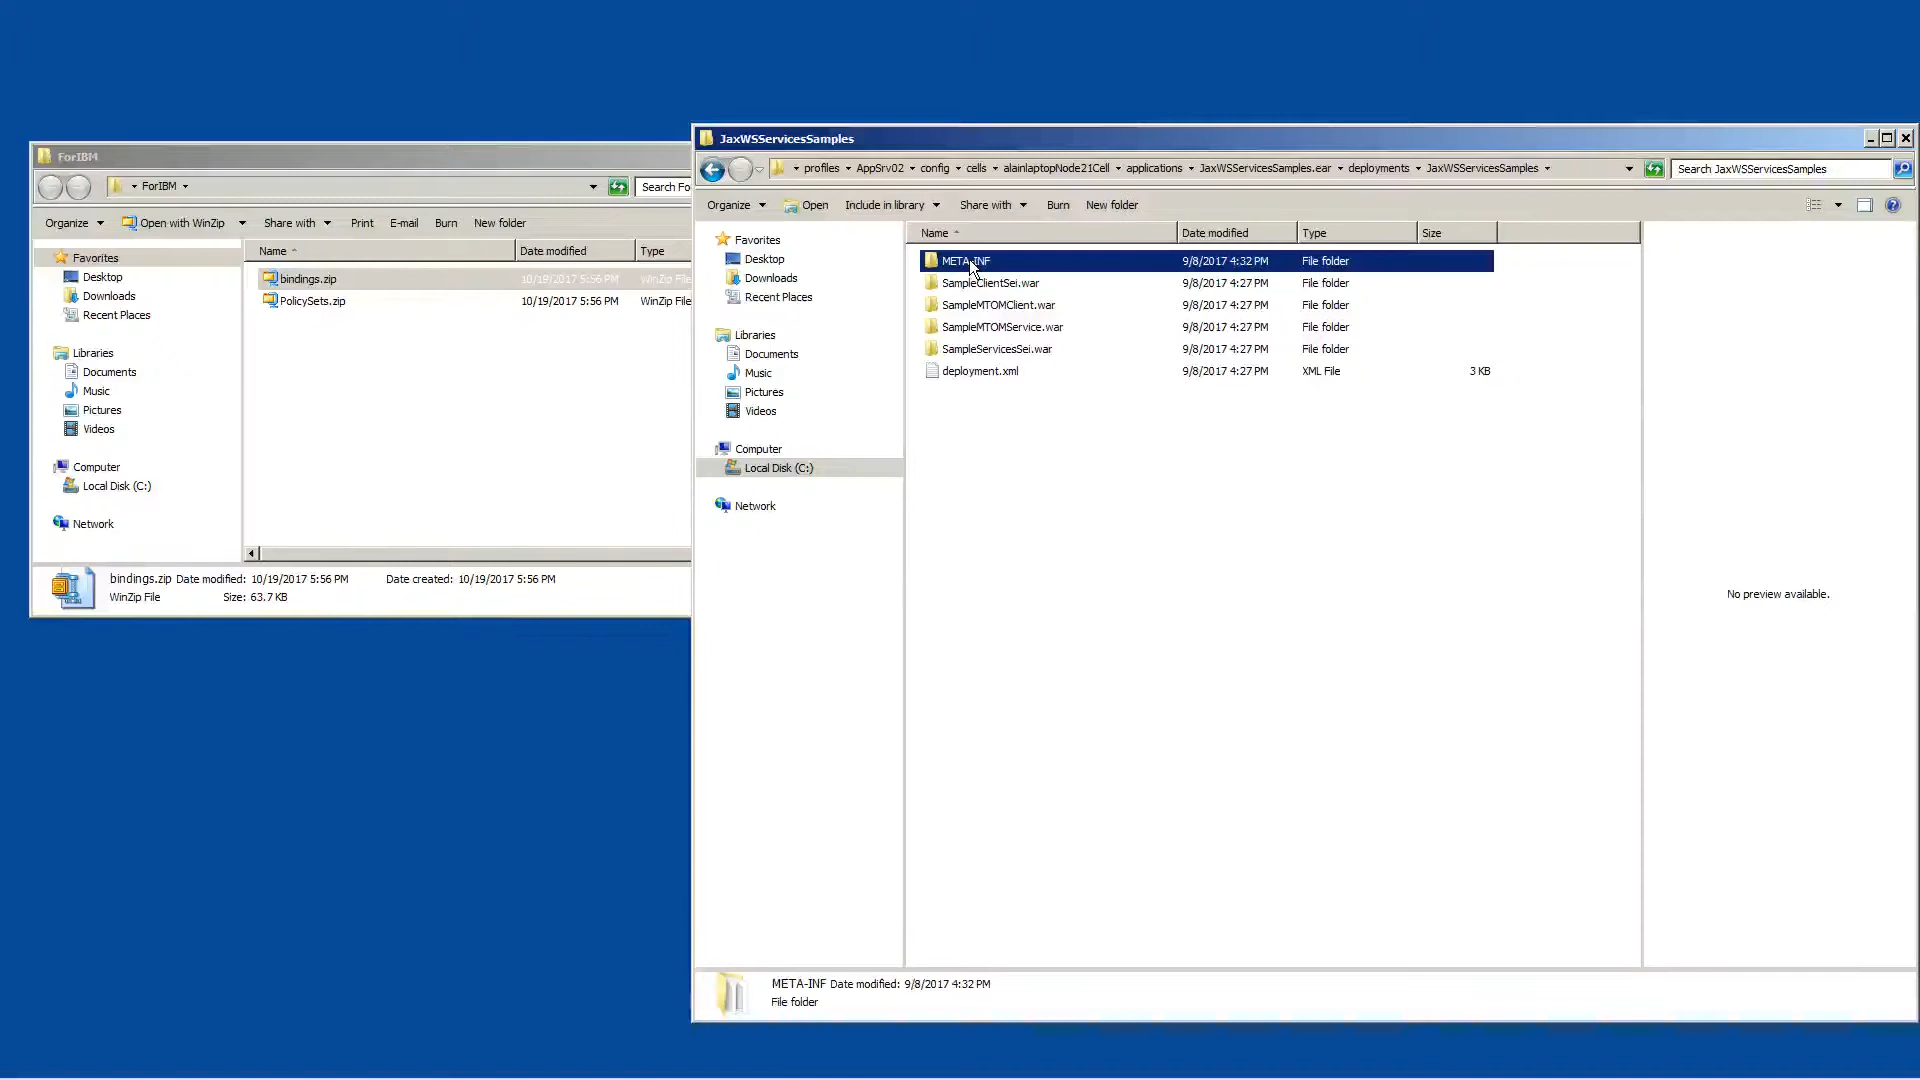 ForIBM
ForIBM
Search Fo
Organize Open with WinZip Share with Print E-mail Burn New folder
Name Date modified Type
Favorites
Desktop
Downloads
Recent Places
Libraries
Documents
Music
Pictures
Videos
Computer
Local Disk (C:)
Network
bindings.zip 10/19/2017 5:56 PM WinZip File
PolicySets.zip 10/19/2017 5:56 PM WinZip File
bindings.zip Date modified: 10/19/2017 5:56 PM Date created: 10/19/2017 5:56 PM
WinZip File Size: 63.7 KB
JaxWSServicesSamples
profiles AppSrv02 config cells alainlaptopNode21Cell applications JaxWSServicesSamples.ear deployments JaxWSServicesSamples
Search JaxWSServicesSamples
Organize Open Include in library Share with Burn New folder
Favorites
Desktop
Downloads
Recent Places
Libraries
Documents
Music
Pictures
Videos
Computer
Local Disk (C:)
Network
Name Date modified Type Size
META-INF 9/8/2017 4:32 PM File folder
SampleClientSei.war 9/8/2017 4:27 PM File folder
SampleMTOMClient.war 9/8/2017 4:27 PM File folder
SampleMTOMService.war 9/8/2017 4:27 PM File folder
SampleServicesSei.war 9/8/2017 4:27 PM File folder
deployment.xml 9/8/2017 4:27 PM XML File 3 KB
No preview available.
META-INF Date modified: 9/8/2017 4:32 PM
File folder